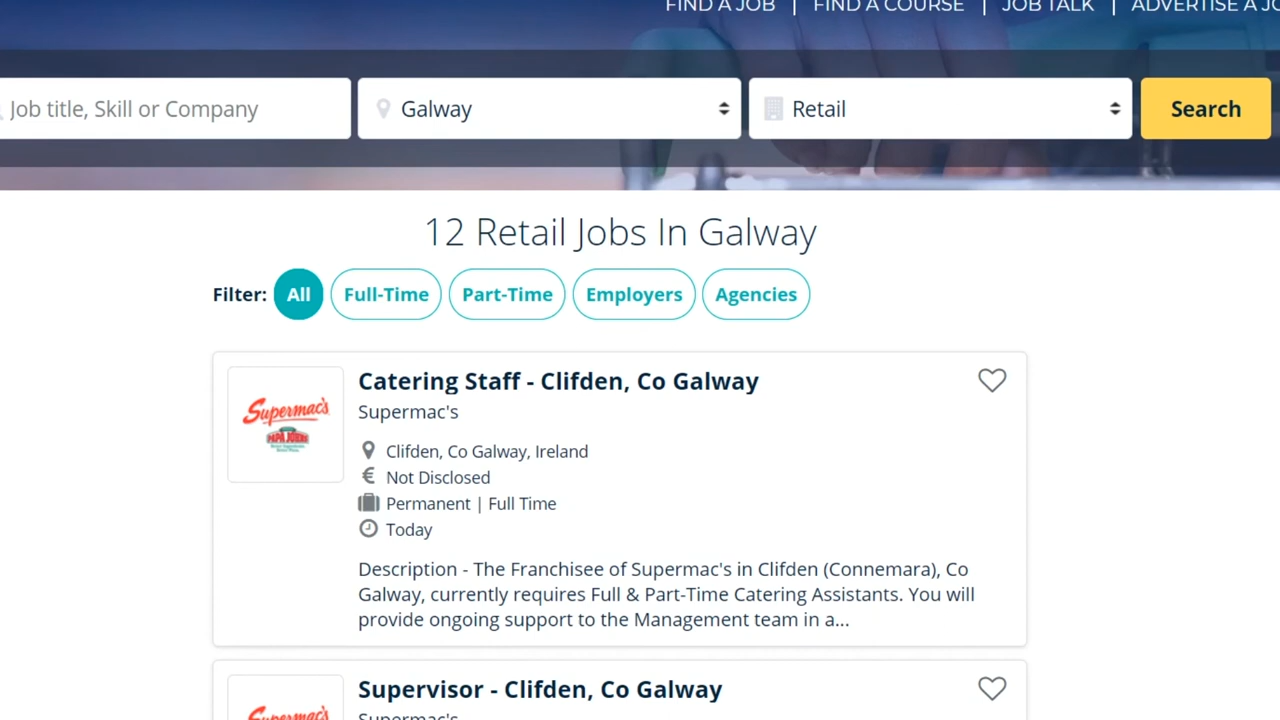 FIND A JOB | FIND A COURSE | JOB TALK | ADVERTISE A JO
Job title, Skill or Company
Galway
Retail
Search
12 Retail Jobs In Galway
Filter: All Full-Time Part-Time Employers Agencies
Supermac's
PAPA JOHN'S
Catering Staff - Clifden, Co Galway
Supermac's
Clifden, Co Galway, Ireland
€ Not Disclosed
Permanent | Full Time
Today
Description - The Franchisee of Supermac's in Clifden (Connemara), Co
Galway, currently requires Full & Part-Time Catering Assistants. You will
provide ongoing support to the Management team in a...
Supermac's
Supervisor - Clifden, Co Galway
Supermac's